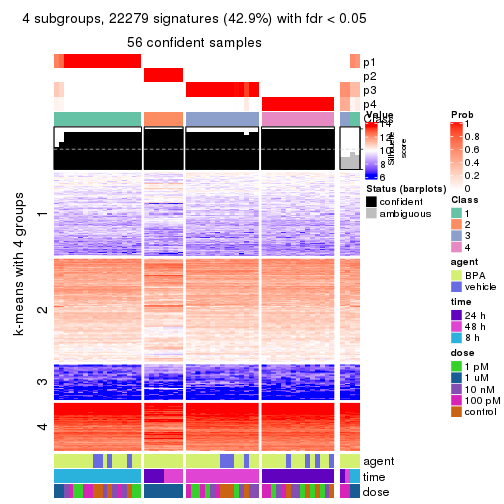 4 subgroups, 22279 signatures (42.9%) with fdr < 0.05
56 confident samples
p1
p2
p3
p4
Class
k-means with 4 groups
1
2
3
4
agent
time
dose
Value
14
12
10
8
6
Silhouette
score
Status (barplots)
confident
ambiguous
Prob
1
0.8
0.6
0.4
0.2
0
Class
1
2
3
4
agent
BPA
vehicle
time
24 h
48 h
8 h
dose
1 pM
1 uM
10 nM
100 pM
control